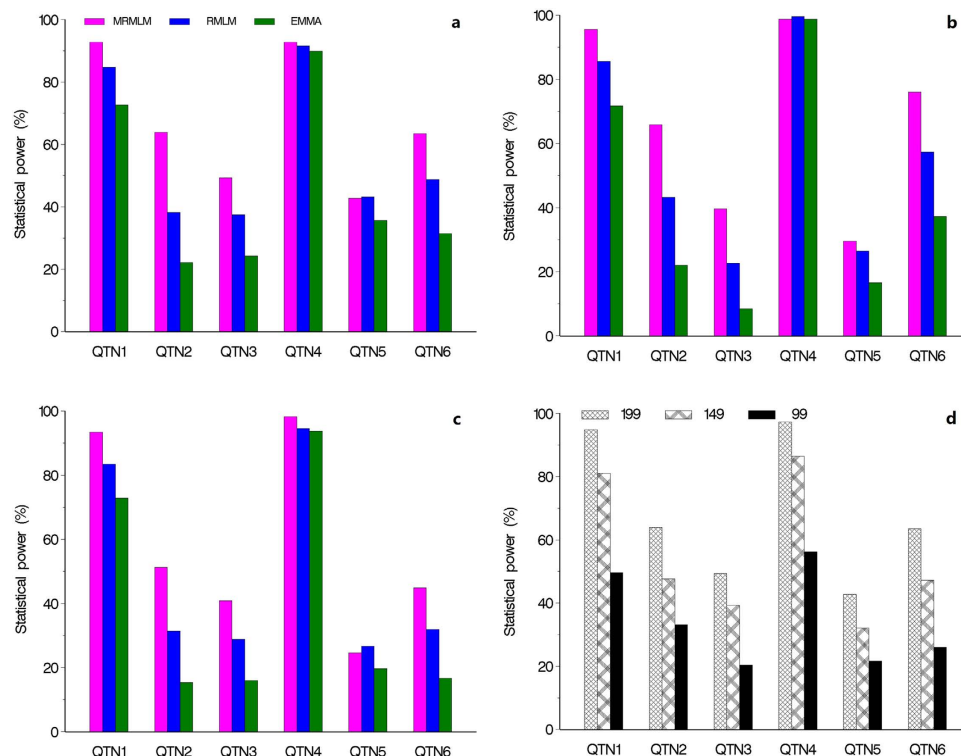 MRMLM RMLM EMMA
a
Statistical power (%)
100
80
60
40
20
0
QTN1 QTN2 QTN3 QTN4 QTN5 QTN6
b
Statistical power (%)
100
80
60
40
20
0
QTN1 QTN2 QTN3 QTN4 QTN5 QTN6
c
Statistical power (%)
100
80
60
40
20
0
QTN1 QTN2 QTN3 QTN4 QTN5 QTN6
199 149 99
d
Statistical power (%)
100
80
60
40
20
0
QTN1 QTN2 QTN3 QTN4 QTN5 QTN6